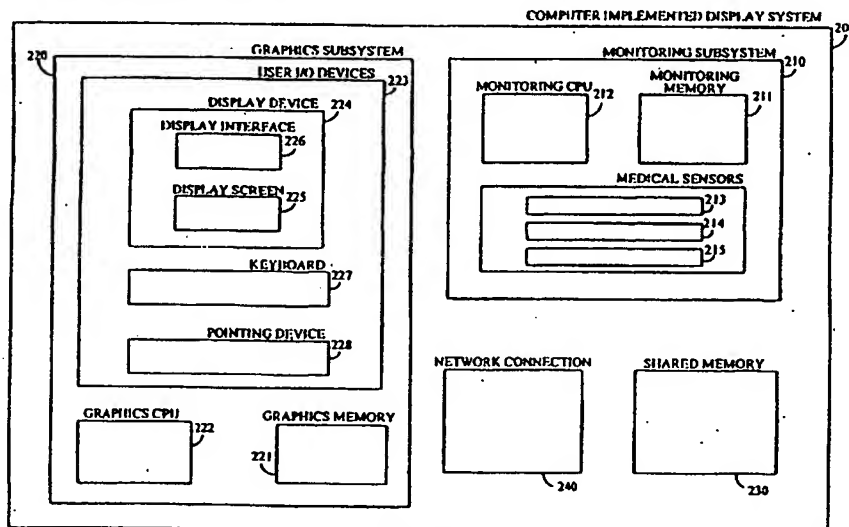 COMPUTER IMPLEMENTED DISPLAY SYSTEM
20
GRAPHICS SUBSYSTEM
220
USER I/O DEVICES
223
DISPLAY DEVICE
224
DISPLAY INTERFACE
226
DISPLAY SCREEN
225
KEYBOARD
227
POINTING DEVICE
228
GRAPHICS CPU
222
GRAPHICS MEMORY
221
MONITORING SUBSYSTEM
210
MONITORING CPU
212
MONITORING
MEMORY
211
MEDICAL SENSORS
213
214
215
NETWORK CONNECTION
240
SHARED MEMORY
230